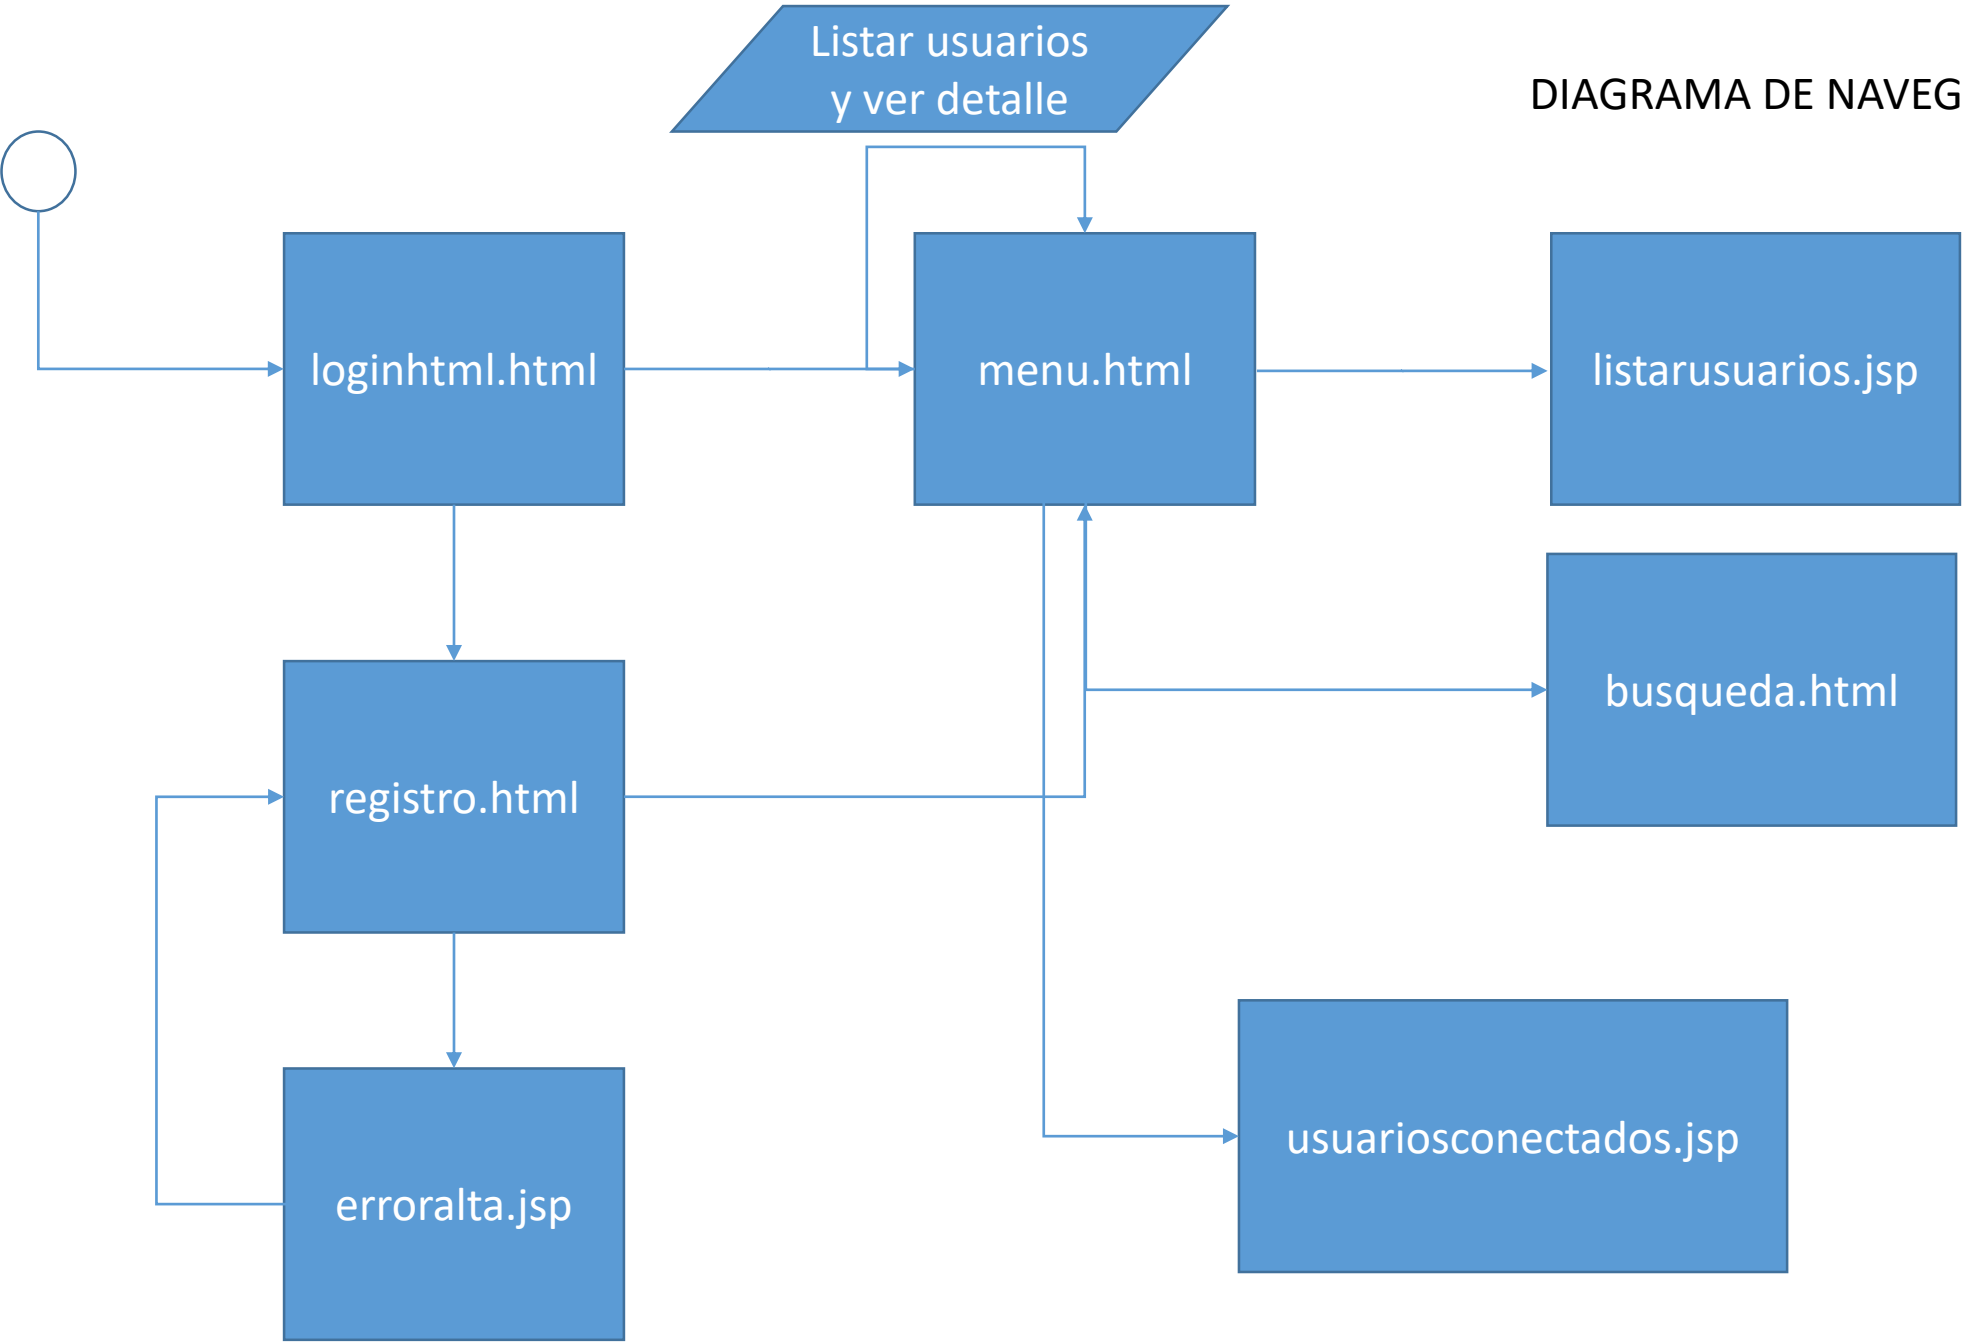 Listar usuarios
y ver detalle
DIAGRAMA DE NAVEG
loginhtml.html
menu.html
listarusuarios.jsp
busqueda.html
registro.html
usuariosconectados.jsp
erroralta.jsp